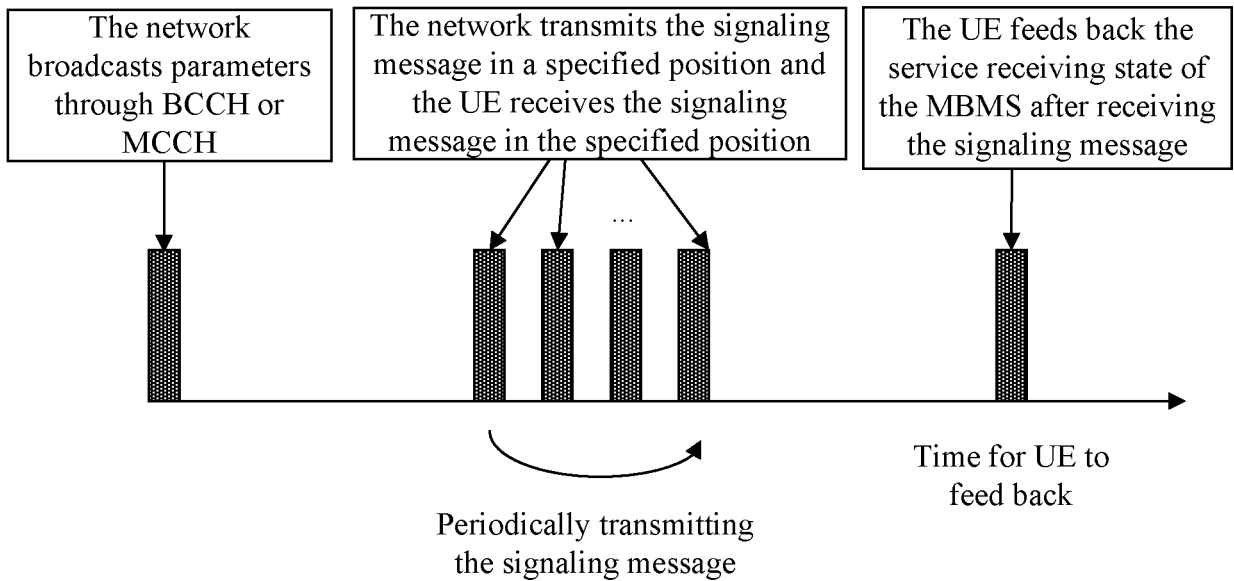 The network
broadcasts parameters
through BCCH or
MCCH
The network transmits the signaling
message in a specified position and
the UE receives the signaling
message in the specified position
The UE feeds back the
service receiving state of
the MBMS after receiving
the signaling message
...
Time for UE to
feed back
Periodically transmitting
the signaling message